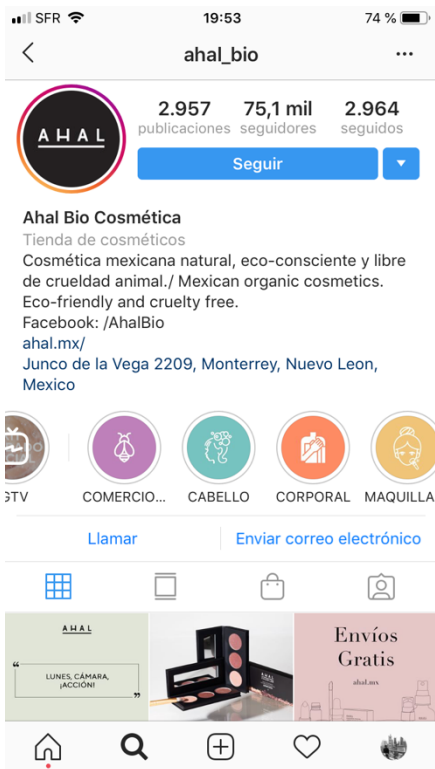 SFR 19:53 74 %
ahal_bio
AHAL
2.957 75,1 mil 2.964
publicaciones seguidores seguidos
Seguir
Ahal Bio Cosmética
Tienda de cosméticos
Cosmética mexicana natural, eco-consciente y libre
de crueldad animal./ Mexican organic cosmetics.
Eco-friendly and cruelty free.
Facebook: /AhalBio
ahal.mx/
Junco de la Vega 2209, Monterrey, Nuevo Leon,
Mexico
GTV COMERCIO... CABELLO CORPORAL MAQUILLA
Llamar Enviar correo electrónico
AHAL
“
LUNES, CÁMARA,
¡ACCIÓN!
”
AHAL
Envíos
Gratis
ahal.mx